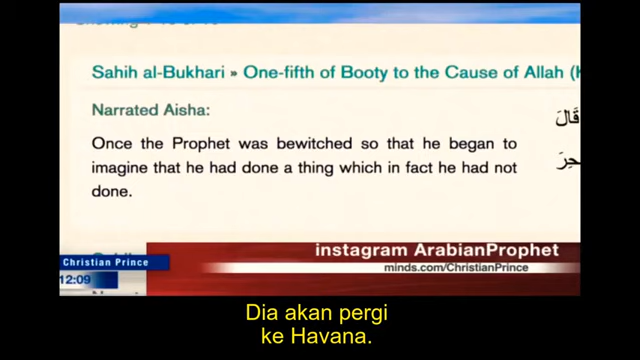 Sahih al-Bukhari » One-fifth of Booty to the Cause of Allah
Narrated Aisha:
قَالَ
Once the Prophet was bewitched so that he began to
imagine that he had done a thing which in fact he had not
done.
instagram ArabianProphet
Christian Prince
minds.com/ChristianPrince
12:09
Dia akan pergi
ke Havana.